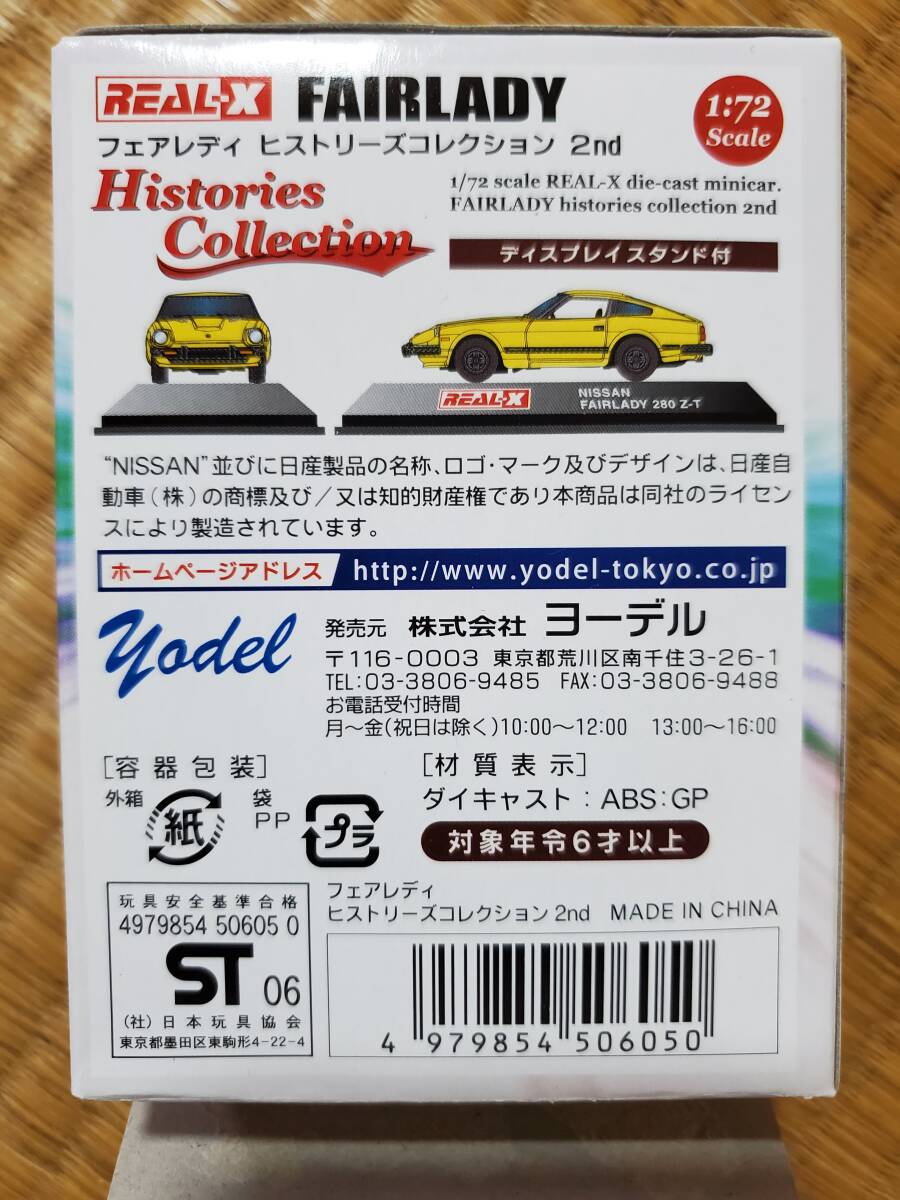 REAL-X FAIRLADY
1:72
Scale
フェアレディ ヒストリーズコレクション 2nd
Histories
Collection
1/72 scale REAL-X die-cast minicar.
FAIRLADY histories collection 2nd
ディスプレイスタンド付
REAL-X
NISSAN
FAIRLADY 280 Z-T
“NISSAN”並びに日産製品の名称、ロゴ・マーク及びデザインは、日産自
動車(株)の商標及び/又は知的財産権であり本商品は同社のライセン
スにより製造されています。
ホームページアドレス http://www.yodel-tokyo.co.jp
yodel
発売元 株式会社 ヨーデル
〒116-0003 東京都荒川区南千住3-26-1
TEL:03-3806-9485 FAX:03-3806-9488
お電話受付時間
月~金(祝日は除く)10:00~12:00 13:00~16:00
[容器包装]
外箱 紙 袋 PP プラ
[材質表示]
ダイキャスト:ABS:GP
対象年令6才以上
玩具安全基準合格
4979854 50605 0
ST 06
(社)日本玩具協会
東京都墨田区東駒形4-22-4
フェアレディ
ヒストリーズコレクション 2nd MADE IN CHINA
4 979854 506050